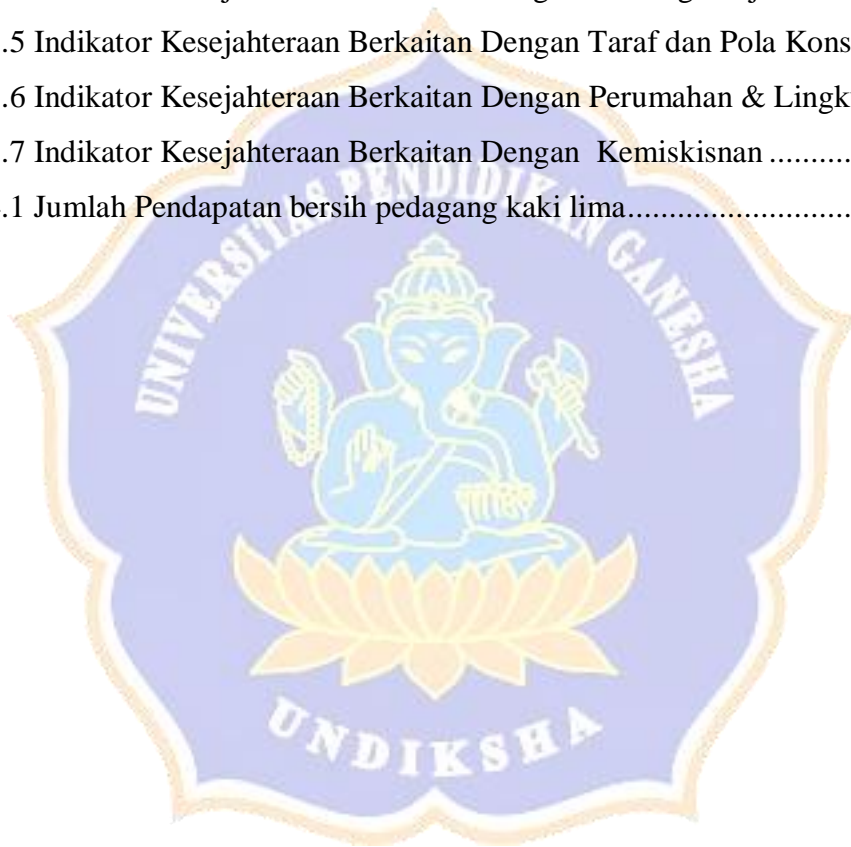 .5 Indikator Kesejahteraan Berkaitan Dengan Taraf dan Pola Kons
.6 Indikator Kesejahteraan Berkaitan Dengan Perumahan & Lingk
.7 Indikator Kesejahteraan Berkaitan Dengan Kemiskisnan ..........
.1 Jumlah Pendapatan bersih pedagang kaki lima...........................
UNIVERSITAS PENDIDIKAN GANESHA
UNDIKSHA